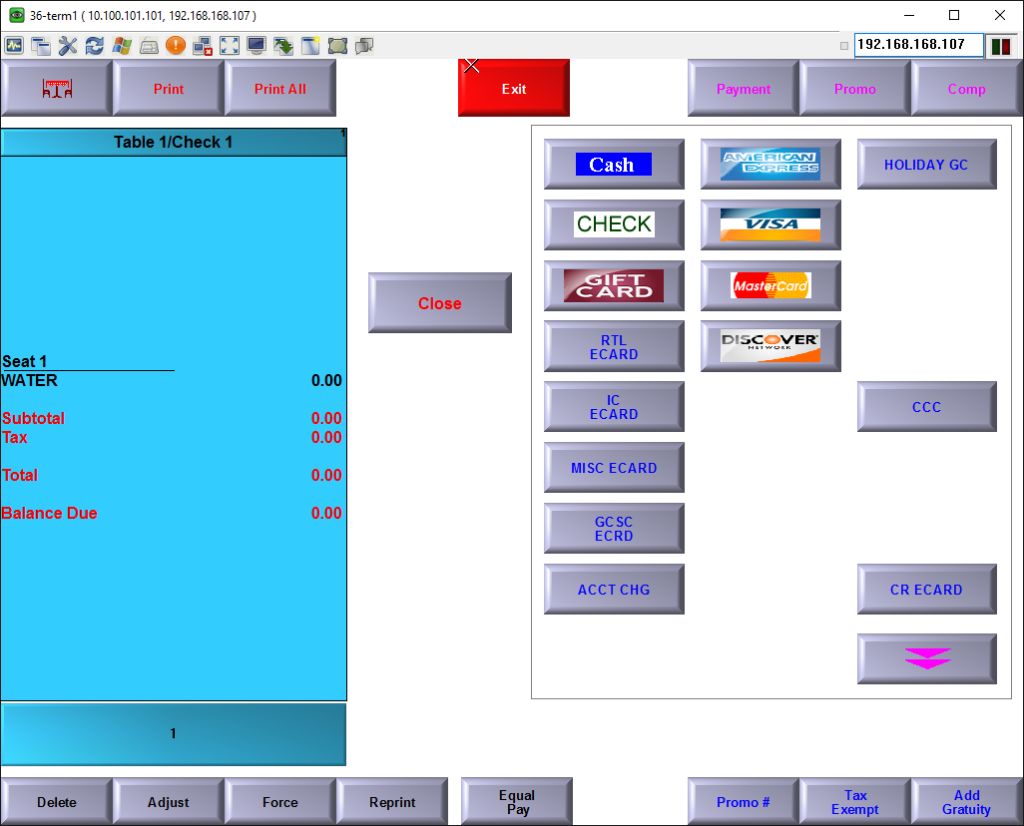 36-term1 ( 10.100.101.101, 192.168.168.107 )
192.168.168.107
Print
Print All
Exit
Payment
Promo
Comp
Table 1/Check 1
1
Cash
AMERICAN
EXPRESS
HOLIDAY GC
CHECK
VISA
GIFT
CARD
MasterCard
Close
RTL
ECARD
DISCOVER
NETWORK
Seat 1
WATER 0.00
IC
ECARD
CCC
Subtotal 0.00
Tax 0.00
MISC ECARD
Total 0.00
Balance Due 0.00
GC SC
ECRD
ACCT CHG
CR ECARD
1
Delete
Adjust
Force
Reprint
Equal
Pay
Promo #
Tax
Exempt
Add
Gratuity